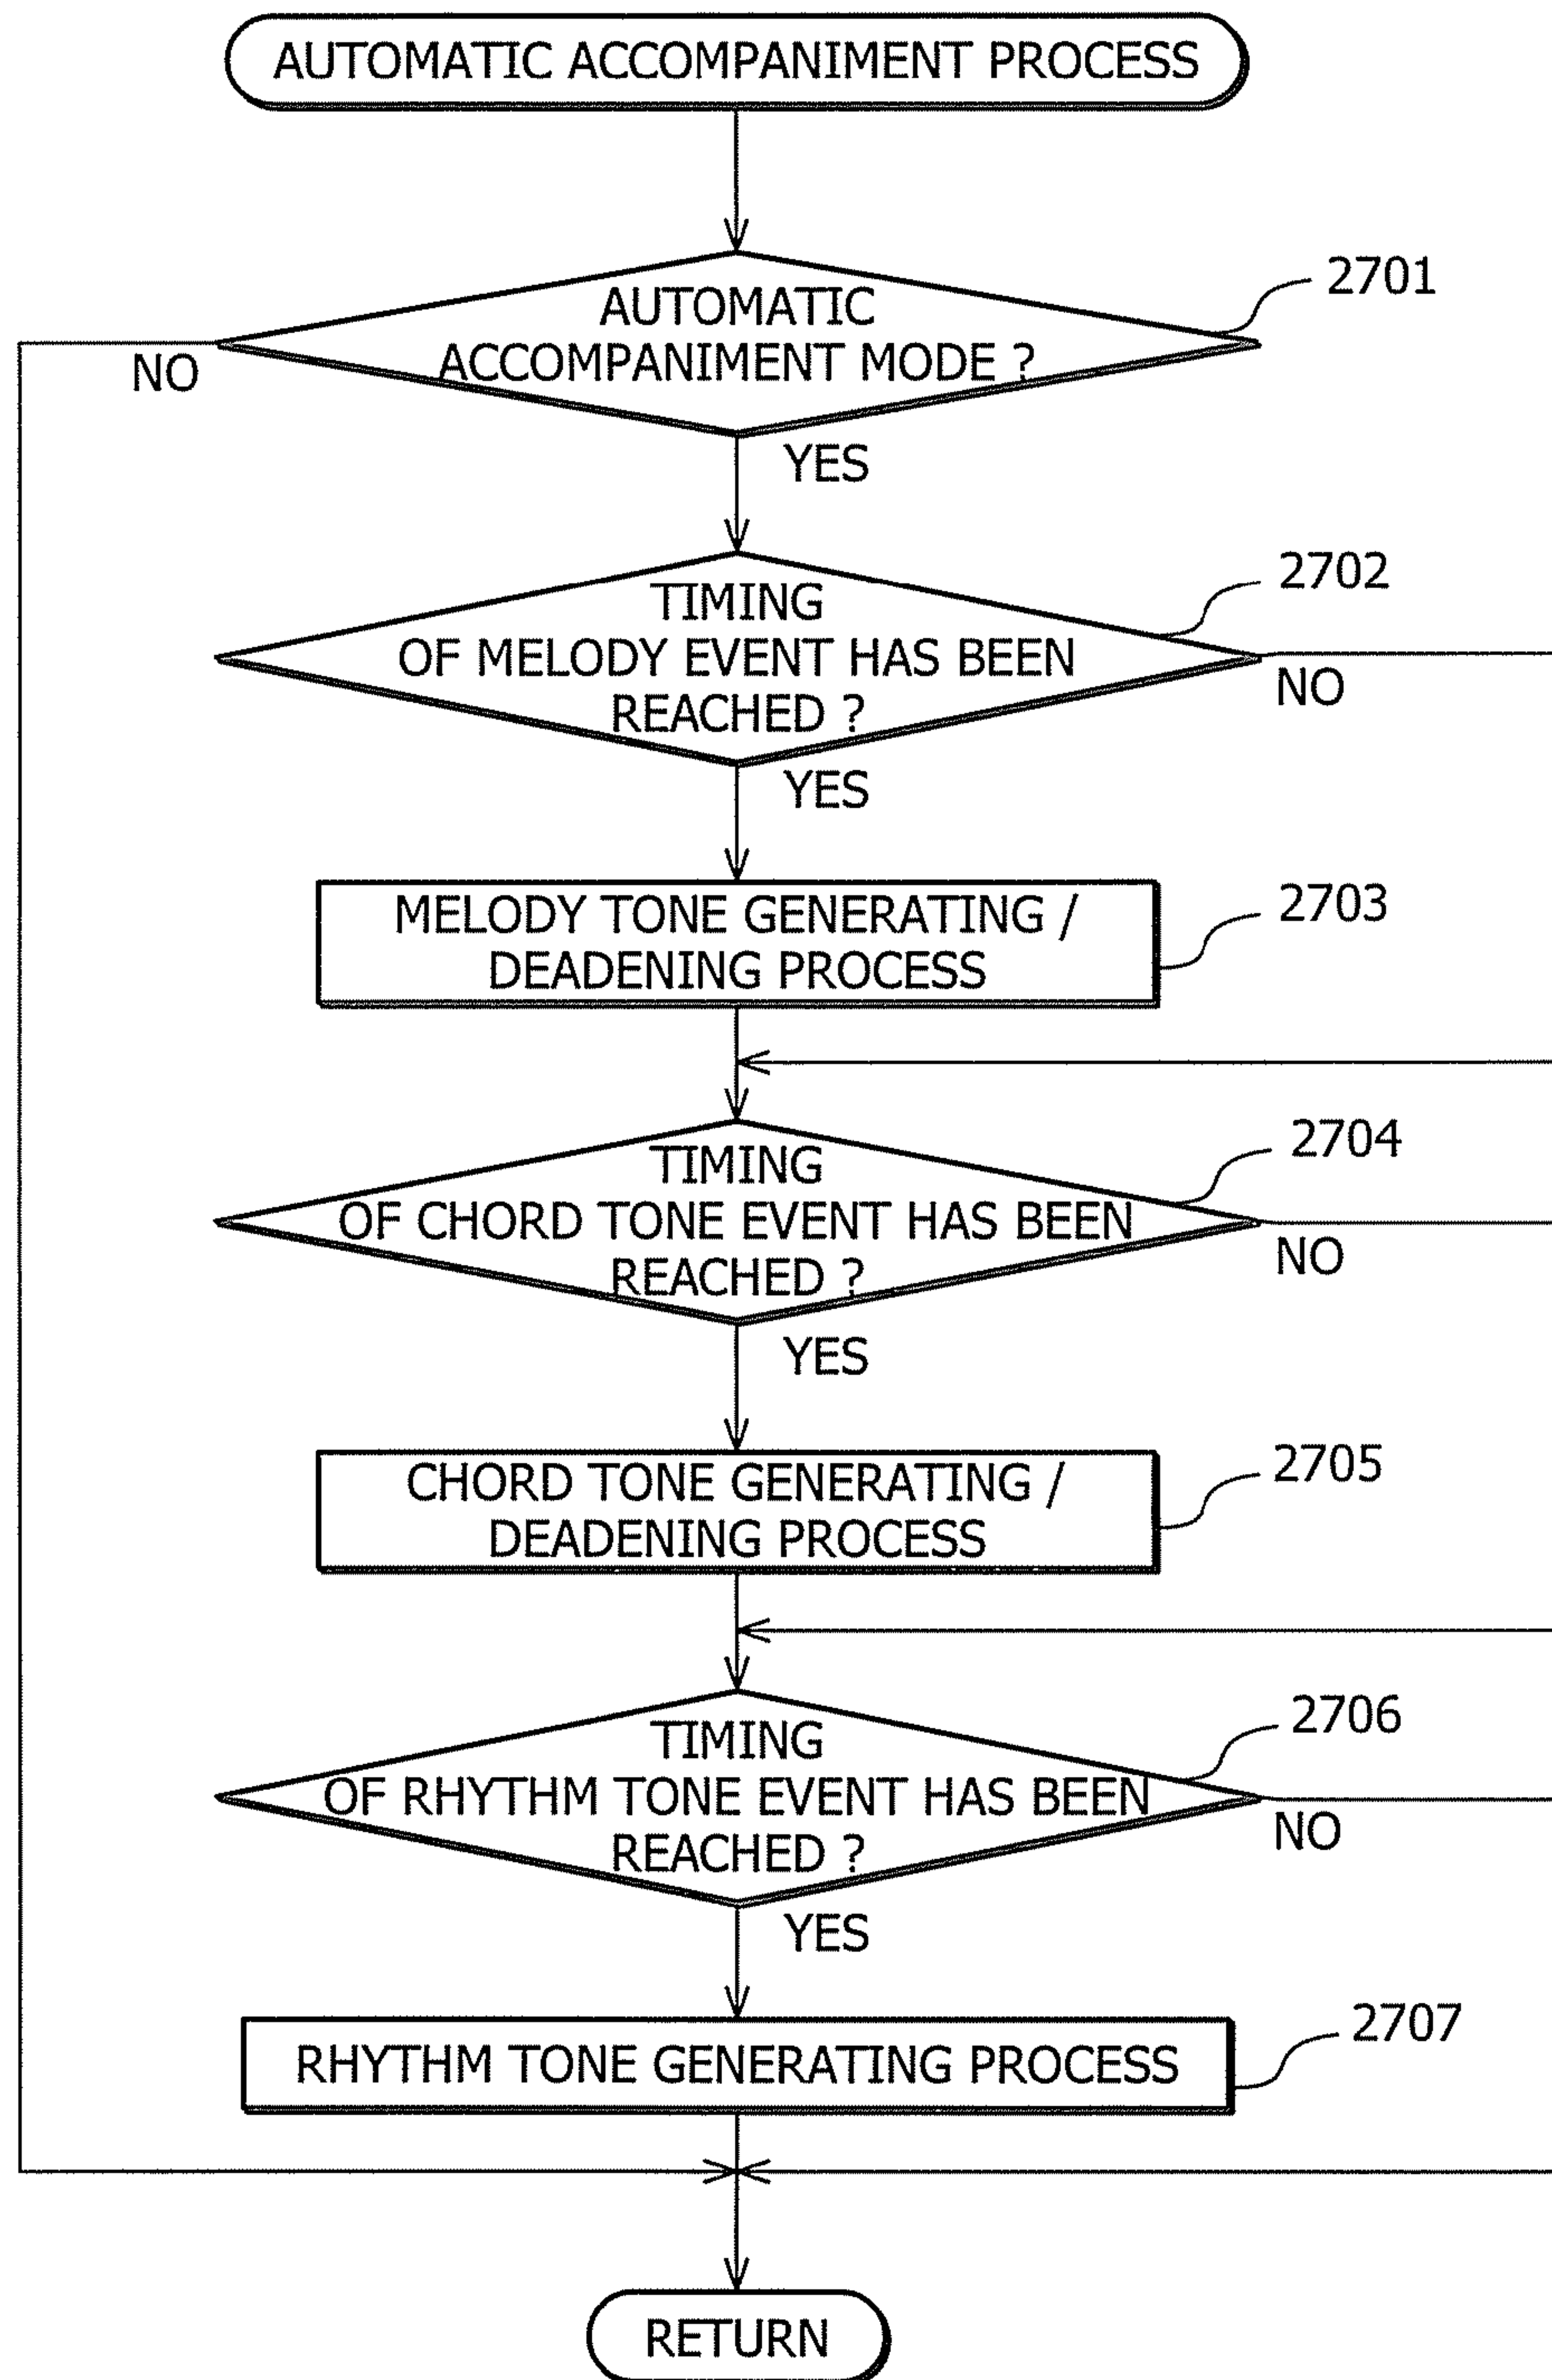 AUTOMATIC ACCOMPANIMENT PROCESS
2701
AUTOMATIC
ACCOMPANIMENT MODE ?
NO
YES
2702
TIMING
OF MELODY EVENT HAS BEEN
REACHED ?
NO
YES
2703
MELODY TONE GENERATING /
DEADENING PROCESS
2704
TIMING
OF CHORD TONE EVENT HAS BEEN
REACHED ?
NO
YES
2705
CHORD TONE GENERATING /
DEADENING PROCESS
2706
TIMING
OF RHYTHM TONE EVENT HAS BEEN
REACHED ?
NO
YES
2707
RHYTHM TONE GENERATING PROCESS
RETURN